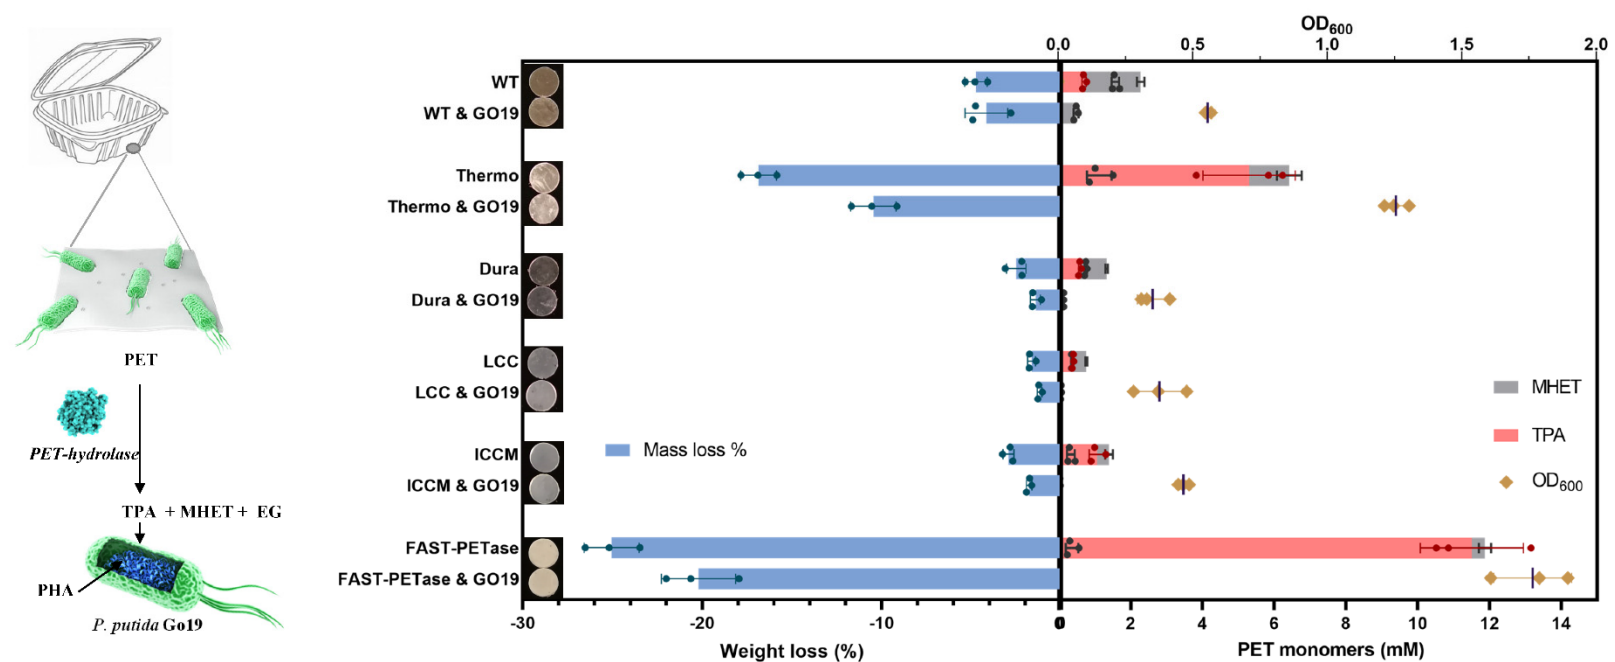 PET
PET-hydrolase
TPA + MHET + EG
PHA
P. putida Go19
OD600
0.0 0.5 1.0 1.5 2.0
WT
WT & GO19
Thermo
Thermo & GO19
Dura
Dura & GO19
LCC
LCC & GO19
ICCM
ICCM & GO19
FAST-PETase
FAST-PETase & GO19
Mass loss %
MHET
TPA
OD600
-30 -20 -10 0 0 2 4 6 8 10 12 14
Weight loss (%) PET monomers (mM)